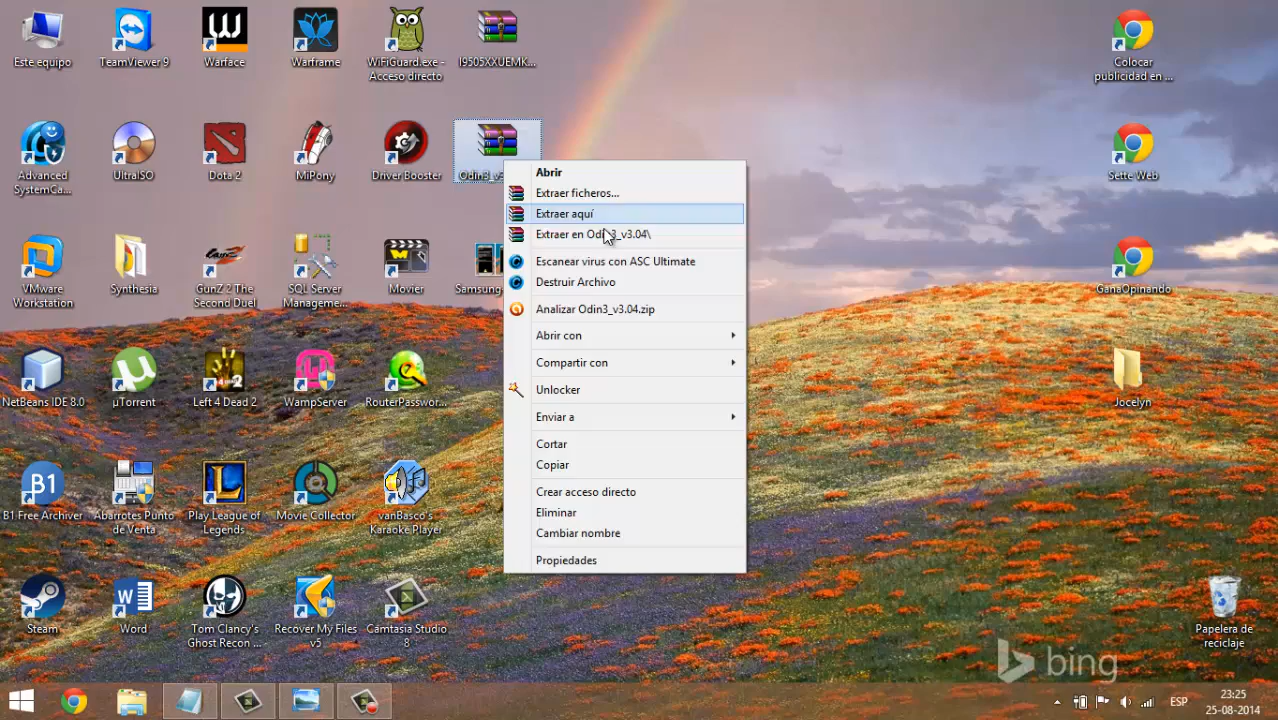 Este equipo
TeamViewer 9
Warface
Warframe
WiFiGuard.exe -
Acceso directo
I9505XXUEMK...
Colocar
publicidad en ...
Advanced
SystemCa...
UltraISO
Dota 2
MiPony
Driver Booster
Odin3_v3
Sette Web
Abrir
Extraer ficheros...
Extraer aquí
Extraer en Odin3_v3.04\
Escanear virus con ASC Ultimate
Destruir Archivo
Analizar Odin3_v3.04.zip
Abrir con
Compartir con
Unlocker
Enviar a
Cortar
Copiar
Crear acceso directo
Eliminar
Cambiar nombre
Propiedades
VMware
Workstation
Synthesia
GunZ 2 The
Second Duel
SQL Server
Manageme...
Movier
Samsung-
GanaOpinando
NetBeans IDE 8.0
µTorrent
Left 4 Dead 2
WampServer
RouterPasswor...
Jocelyn
B1
B1 Free Archiver
Abarrotes Punto
de Venta
Play League of
Legends
Movie Collector
vanBasco's
Karaoke Player
Steam
Word
Tom Clancy's
Ghost Recon ...
Recover My Files
v5
Camtasia Studio
8
Papelera de
reciclaje
bing
ESP
23:25
25-08-2014